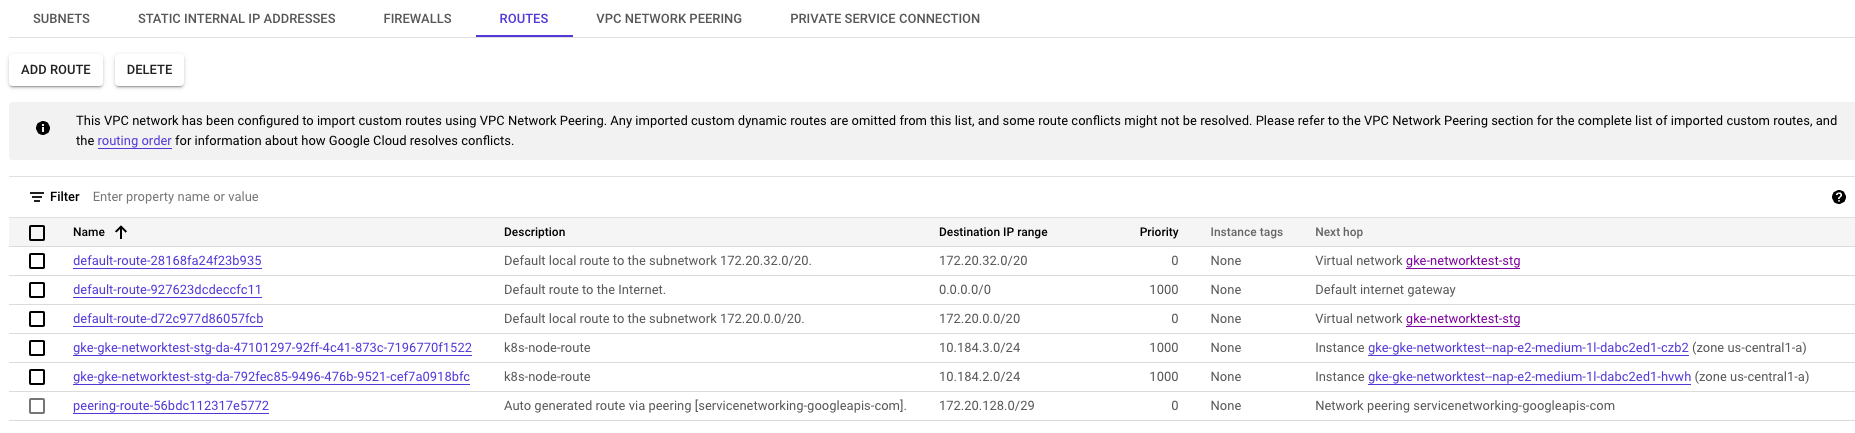 SUBNETS STATIC INTERNAL IP ADDRESSES FIREWALLS ROUTES VPC NETWORK PEERING PRIVATE SERVICE CONNECTION
ADD ROUTE DELETE
This VPC network has been configured to import custom routes using VPC Network Peering. Any imported custom dynamic routes are omitted from this list, and some route conflicts might not be resolved. Please refer to the VPC Network Peering section for the complete list of imported custom routes, and
the routing order for information about how Google Cloud resolves conflicts.
Filter Enter property name or value
Name Description Destination IP range Priority Instance tags Next hop
default-route-28168fa24f23b935 Default local route to the subnetwork 172.20.32.0/20. 172.20.32.0/20 0 None Virtual network gke-networktest-stg
default-route-927623dcdeccfc11 Default route to the Internet. 0.0.0.0/0 1000 None Default internet gateway
default-route-d72c977d86057fcb Default local route to the subnetwork 172.20.0.0/20. 172.20.0.0/20 0 None Virtual network gke-networktest-stg
gke-gke-networktest-stg-da-47101297-92ff-4c41-873c-7196770f1522 k8s-node-route 10.184.3.0/24 1000 None Instance gke-gke-networktest--nap-e2-medium-1l-dabc2ed1-czb2 (zone us-central1-a)
gke-gke-networktest-stg-da-792fec85-9496-476b-9521-cef7a0918bfc k8s-node-route 10.184.2.0/24 1000 None Instance gke-gke-networktest--nap-e2-medium-1l-dabc2ed1-hvwh (zone us-central1-a)
peering-route-56bdc112317e5772 Auto generated route via peering [servicenetworking-googleapis-com]. 172.20.128.0/29 0 None Network peering servicenetworking-googleapis-com